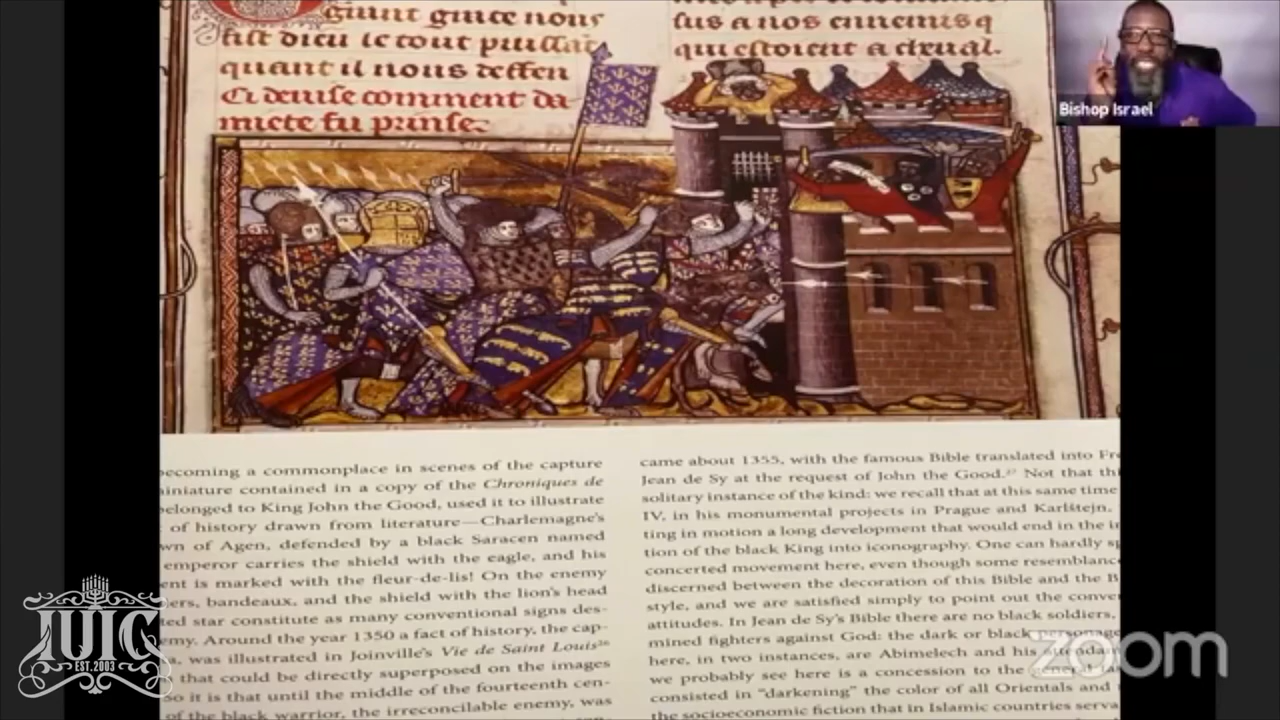 giunt grace nous
fist dieu le tout puissāt
quant il nous deffen
Ci deuise comment da
miete fu prinse.
sus a nos ennemis q
qui estoient a cheual.
Bishop Israel
becoming a commonplace in scenes of the capture
miniature contained in a copy of the Chroniques de
belonged to King John the Good, used it to illustrate
of history drawn from literature—Charlemagne's
wn of Agen, defended by a black Saracen named
emperor carries the shield with the eagle, and his
ent is marked with the fleur-de-lis! On the enemy
ers, bandeaux, and the shield with the lion's head
ted star constitute as many conventional signs des-
emy. Around the year 1350 a fact of history, the cap-
, was illustrated in Joinville's Vie de Saint Louis26
that could be directly superposed on the images
so it is that until the middle of the fourteenth cen-
of the black warrior, the irreconcilable enemy, was
came about 1355, with the famous Bible translated into Fre
Jean de Sy at the request of John the Good.27 Not that thi
solitary instance of the kind: we recall that at this same time
IV, in his monumental projects in Prague and Karlštejn,
ting in motion a long development that would end in the in
tion of the black King into iconography. One can hardly sp
concerted movement here, even though some resemblanc
discerned between the decoration of this Bible and the B
style, and we are satisfied simply to point out the conver
attitudes. In Jean de Sy's Bible there are no black soldiers,
mined fighters against God: the dark or black personage
here, in two instances, are Abimelech and his
we probably see here is a concession to the
consisted in "darkening" the color of all Orientals and
the socioeconomic fiction that in Islamic countries serva
IUIC
EST. 2003
zoom